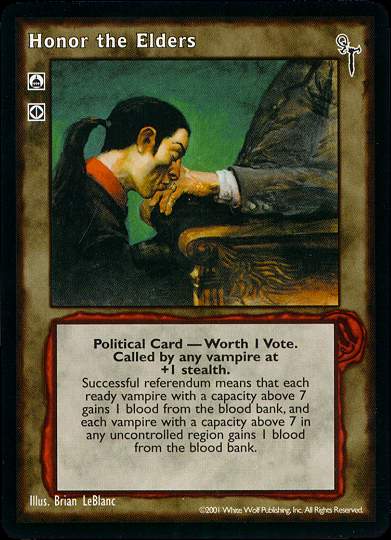 Honor the Elders
Political Card — Worth 1 Vote.
Called by any vampire at
+1 stealth.
Successful referendum means that each
ready vampire with a capacity above 7
gains 1 blood from the blood bank, and
each vampire with a capacity above 7 in
any uncontrolled region gains 1 blood
from the blood bank.
Illus. Brian LeBlanc
©2001 White Wolf Publishing, Inc. All Rights Reserved.